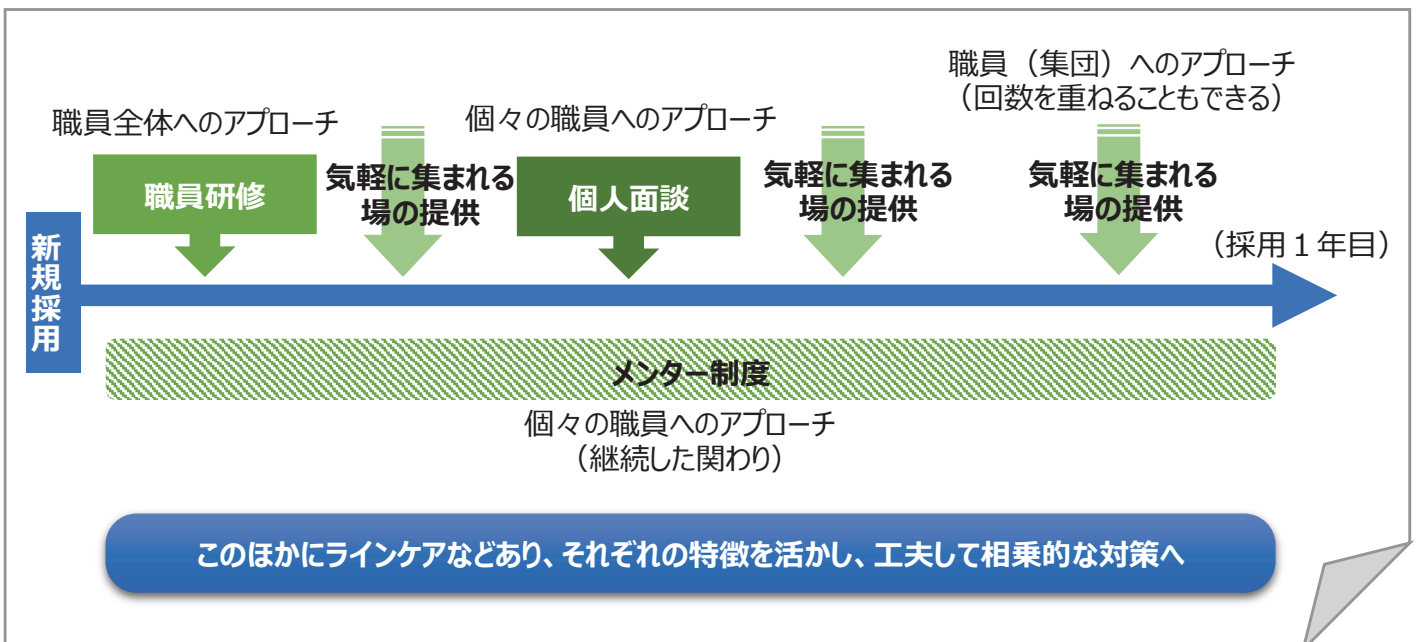 職員(集団)へのアプローチ
(回数を重ねることもできる)
職員全体へのアプローチ
個々の職員へのアプローチ
職員研修
気軽に集まれる
場の提供
個人面談
気軽に集まれる
場の提供
気軽に集まれる
場の提供
新規採用
(採用1年目)
メンター制度
個々の職員へのアプローチ
(継続した関わり)
このほかにラインケアなどあり、それぞれの特徴を活かし、工夫して相乗的な対策へ